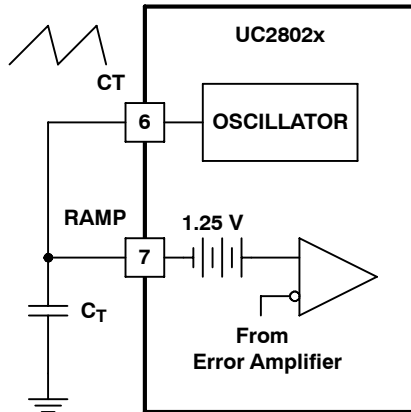 UC2802x
CT
6
OSCILLATOR
RAMP
1.25 V
7
CT
From
Error Amplifier